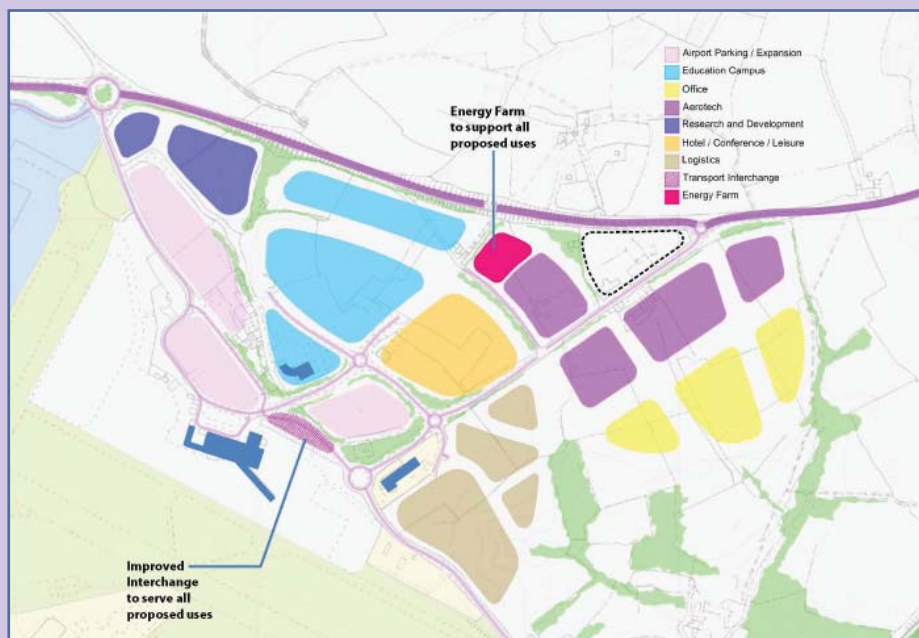 Airport Parking / Expansion
Education Campus
Office
Aerotech
Research and Development
Hotel / Conference / Leisure
Logistics
Transport Interchange
Energy Farm
Energy Farm
to support all
proposed uses
Improved
Interchange
to serve all
proposed uses